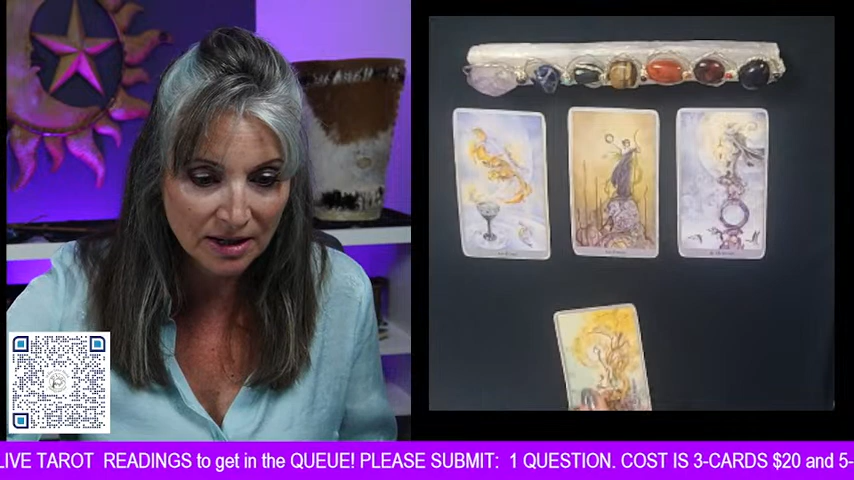 LIVE TAROT READINGS to get in the QUEUE! PLEASE SUBMIT: 1 QUESTION. COST IS 3-CARDS $20 and 5-